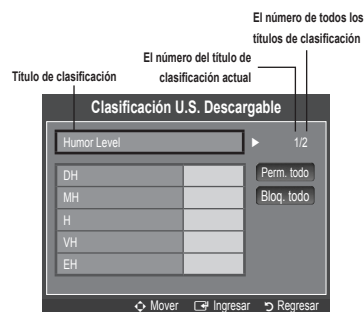 El número de todos los
títulos de clasificación
El número del título de
clasificación actual
Título de clasificación
Clasificación U.S. Descargable
Humor Level ► 1/2
DH
MH
H
VH
EH
Perm. todo
Bloq. todo
Mover Ingresar Regresar